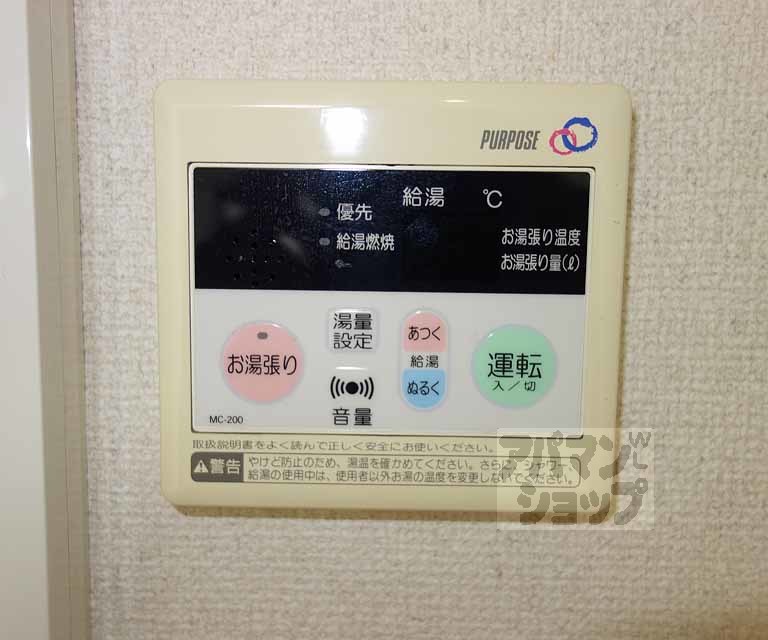 PURPOSE
給湯 ℃
優先
給湯燃焼
お湯張り温度
お湯張り量(ℓ)
お湯張り
湯量
設定
音量
あつく
給湯
ぬるく
運転
入/切
MC-200
取扱説明書をよく読んで正しく安全にお使いください。
警告
やけど防止のため、湯温を確かめてください。さらに、シャワー、
給湯の使用中は、使用者以外お湯の温度を変更しないでください。
アパマン
ショップ